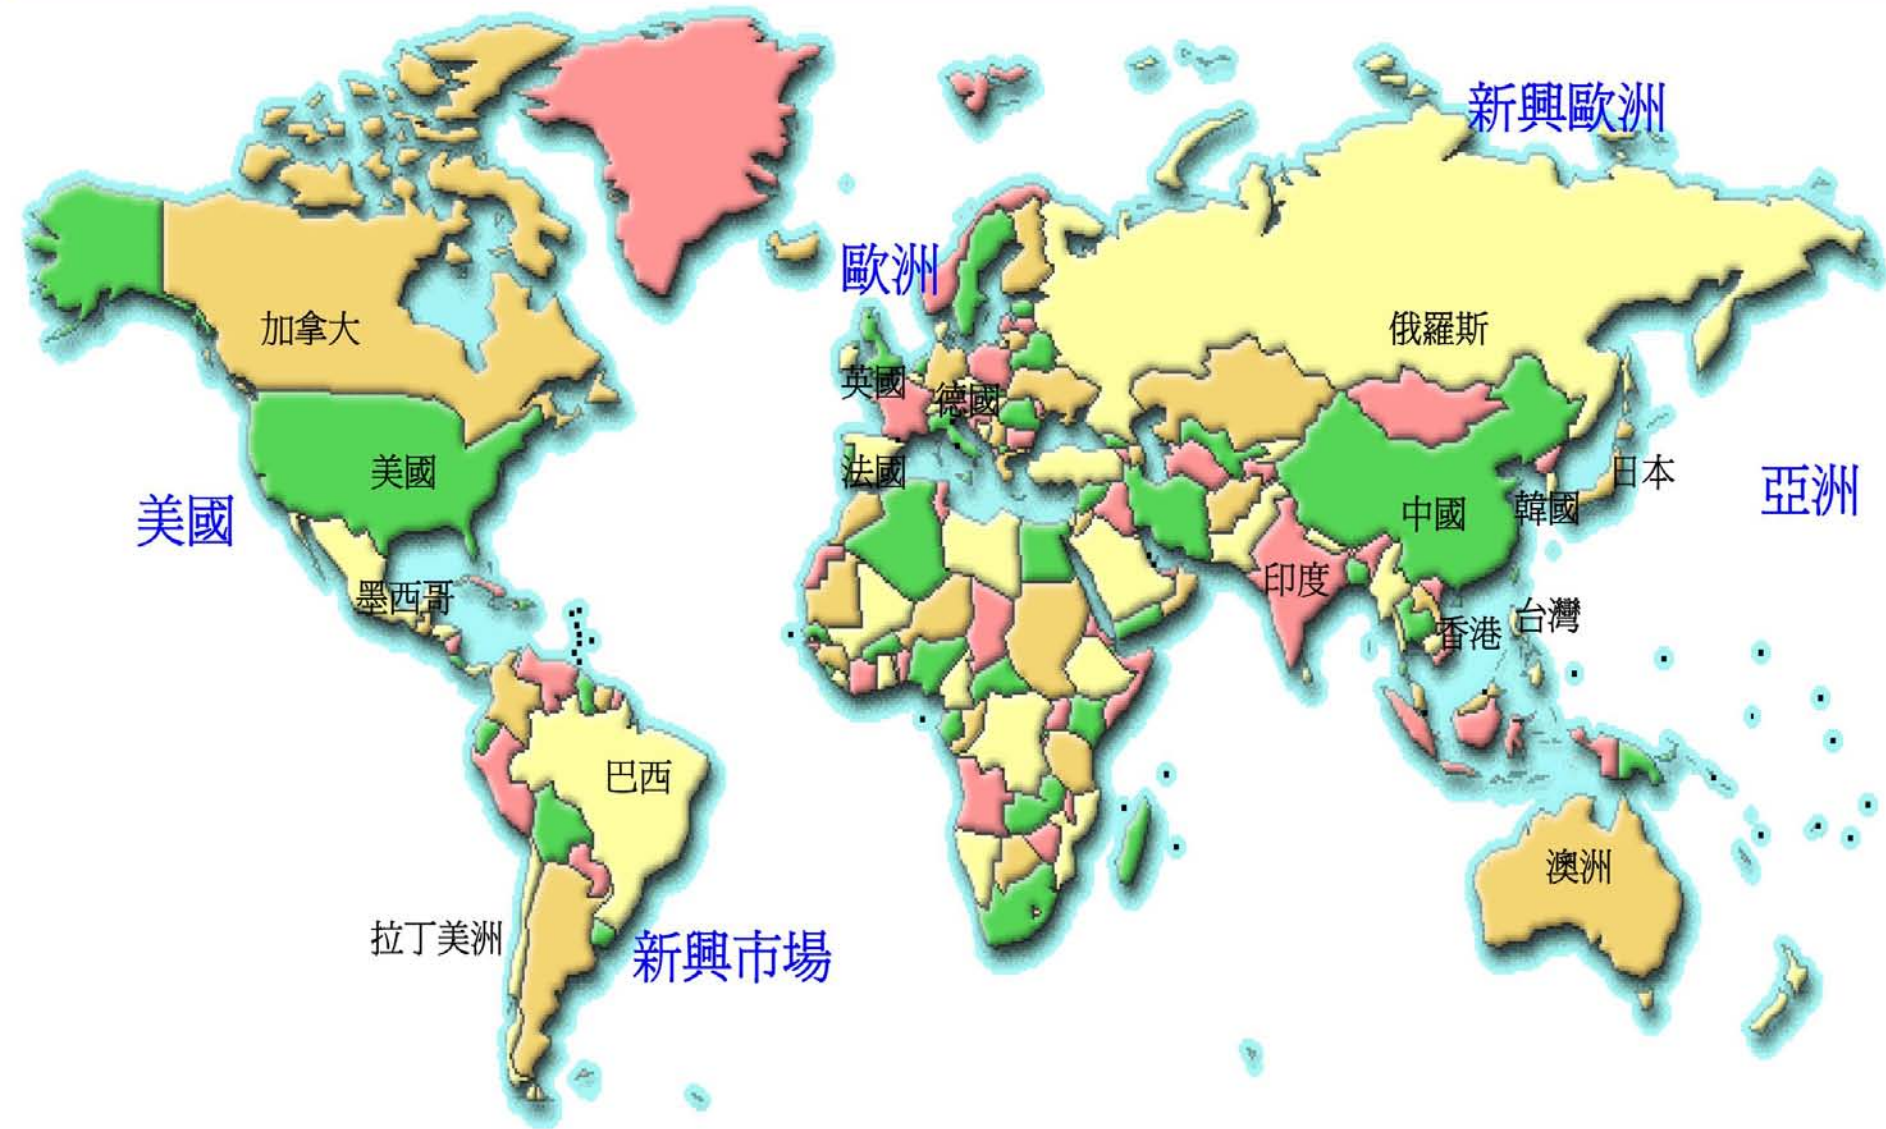 新興歐洲
歐洲
加拿大
俄羅斯
英國
德國
美國
法國
日本
美國
亞洲
中國
韓國
印度
墨西哥
台灣
香港
巴西
澳洲
拉丁美洲
新興市場